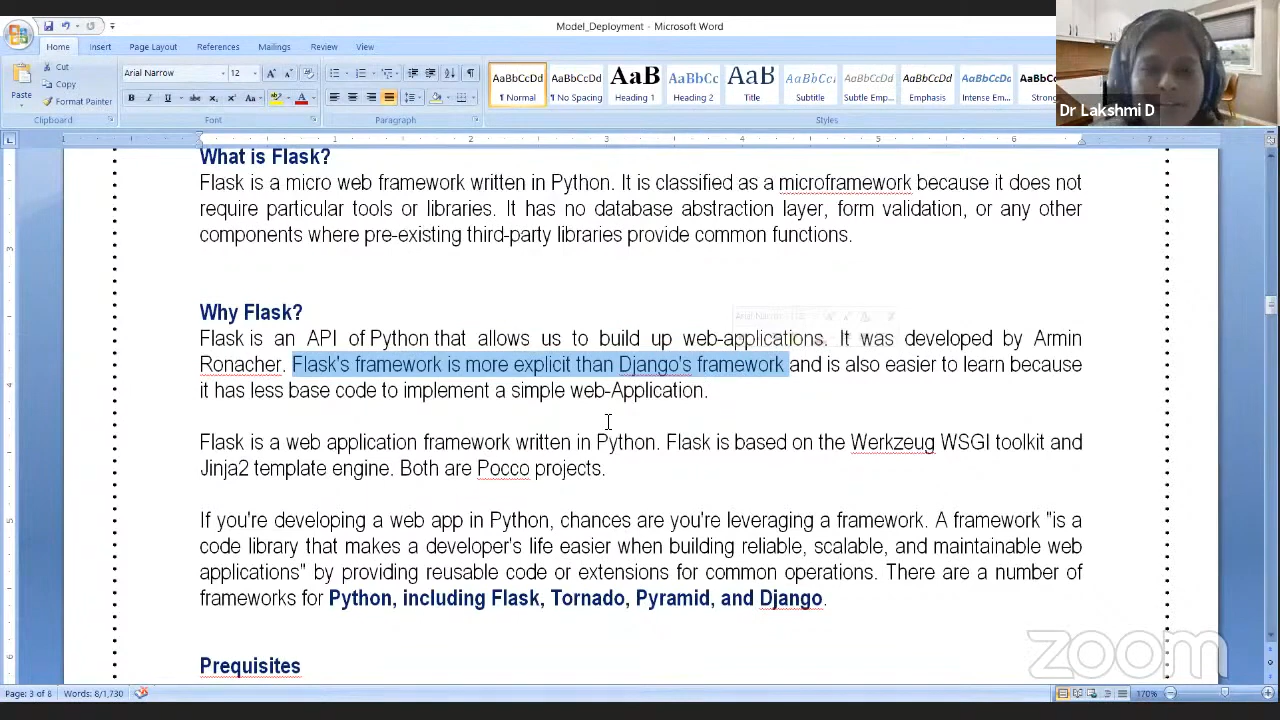 Model_Deployment - Microsoft Word
Home Insert Page Layout References Mailings Review View
Cut
Copy
Format Painter
Paste
Clipboard
Arial Narrow 12
Font
Paragraph
AaBbCcDd AaBbCcDd AaB AaBbCc AaB AaBbCcI AaBbCcDd AaBbCcDd AaBbCcDd AaBb
¶ Normal ¶ No Spacing Heading 1 Heading 2 Title Subtitle Subtle Emp... Emphasis Intense Em... Strong
Styles
Dr Lakshmi D
What is Flask?
Flask is a micro web framework written in Python. It is classified as a microframework because it does not
require particular tools or libraries. It has no database abstraction layer, form validation, or any other
components where pre-existing third-party libraries provide common functions.
Why Flask?
Flask is an API of Python that allows us to build up web-applications. It was developed by Armin
Ronacher. Flask's framework is more explicit than Django's framework and is also easier to learn because
it has less base code to implement a simple web-Application.
Flask is a web application framework written in Python. Flask is based on the Werkzeug WSGI toolkit and
Jinja2 template engine. Both are Pocco projects.
If you're developing a web app in Python, chances are you're leveraging a framework. A framework "is a
code library that makes a developer's life easier when building reliable, scalable, and maintainable web
applications" by providing reusable code or extensions for common operations. There are a number of
frameworks for Python, including Flask, Tornado, Pyramid, and Django.
Prequisites
zoom
Page: 3 of 8 Words: 8/1,730 170%